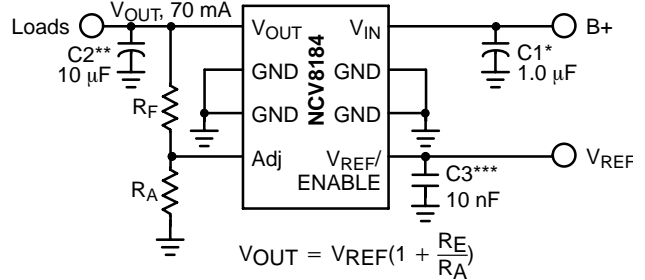 Loads
VOUT, 70 mA
C2**
10 μF
RF
RA
VOUT
GND
GND
Adj
NCV8184
VIN
GND
GND
VREF/
ENABLE
B+
C1*
1.0 μF
VREF
C3***
10 nF
VOUT = VREF(1 + RE/RA)